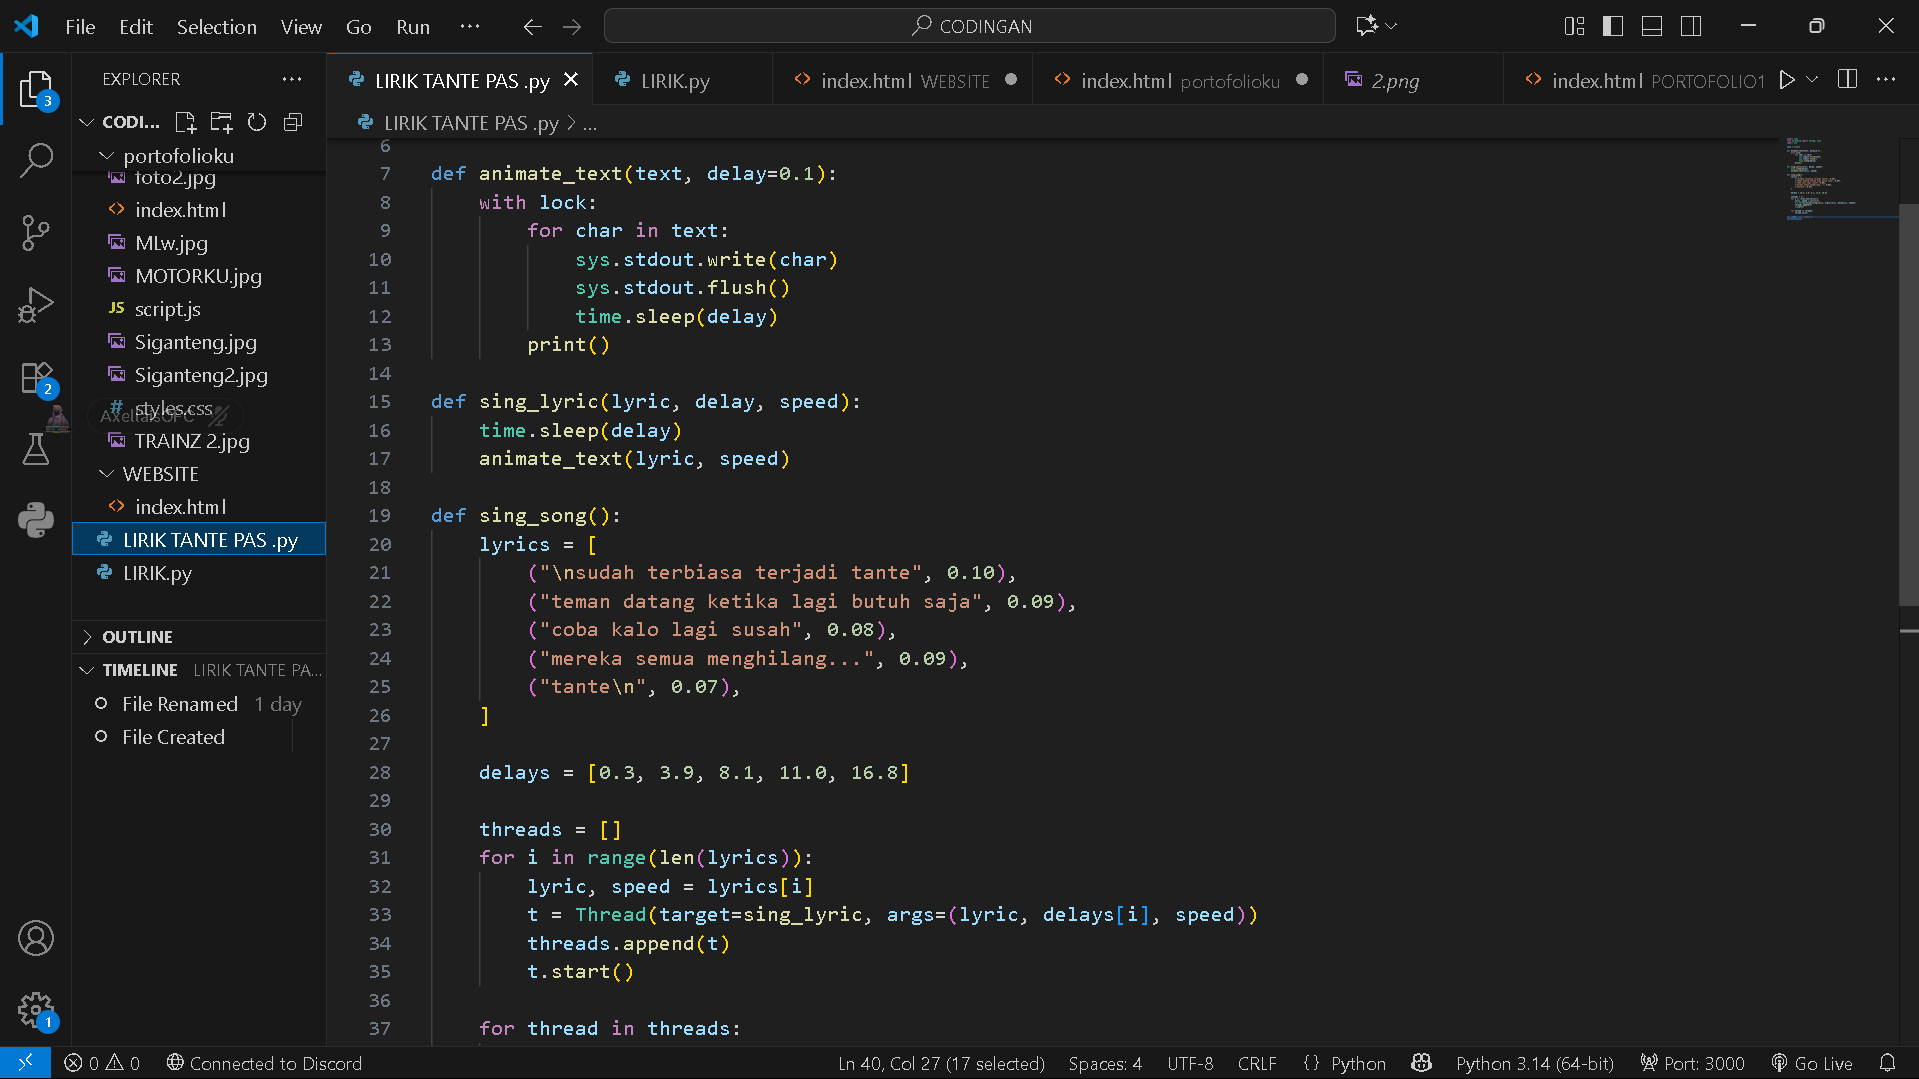 File Edit Selection View Go Run ··· CODINGAN
EXPLORER ···
LIRIK TANTE PAS .py LIRIK.py index.html WEBSITE index.html portofolioku 2.png index.html PORTOFOLIO1 ···
CODI...
LIRIK TANTE PAS .py > ...
portofolioku
foto2.jpg
index.html
MLw.jpg
MOTORKU.jpg
JS script.js
Siganteng.jpg
Siganteng2.jpg
# styles.css
AxellaisOFC
TRAINZ 2.jpg
WEBSITE
index.html
LIRIK TANTE PAS .py
LIRIK.py
OUTLINE
TIMELINE LIRIK TANTE PA...
File Renamed 1 day
File Created
3
2
1
6
7 def animate_text(text, delay=0.1):
8 with lock:
9 for char in text:
10 sys.stdout.write(char)
11 sys.stdout.flush()
12 time.sleep(delay)
13 print()
14
15 def sing_lyric(lyric, delay, speed):
16 time.sleep(delay)
17 animate_text(lyric, speed)
18
19 def sing_song():
20 lyrics = [
21 ("\nsudah terbiasa terjadi tante", 0.10),
22 ("teman datang ketika lagi butuh saja", 0.09),
23 ("coba kalo lagi susah", 0.08),
24 ("mereka semua menghilang...", 0.09),
25 ("tante\n", 0.07),
26 ]
27
28 delays = [0.3, 3.9, 8.1, 11.0, 16.8]
29
30 threads = []
31 for i in range(len(lyrics)):
32 lyric, speed = lyrics[i]
33 t = Thread(target=sing_lyric, args=(lyric, delays[i], speed))
34 threads.append(t)
35 t.start()
36
37 for thread in threads:
0 0 Connected to Discord Ln 40, Col 27 (17 selected) Spaces: 4 UTF-8 CRLF {} Python Python 3.14 (64-bit) Port: 3000 Go Live